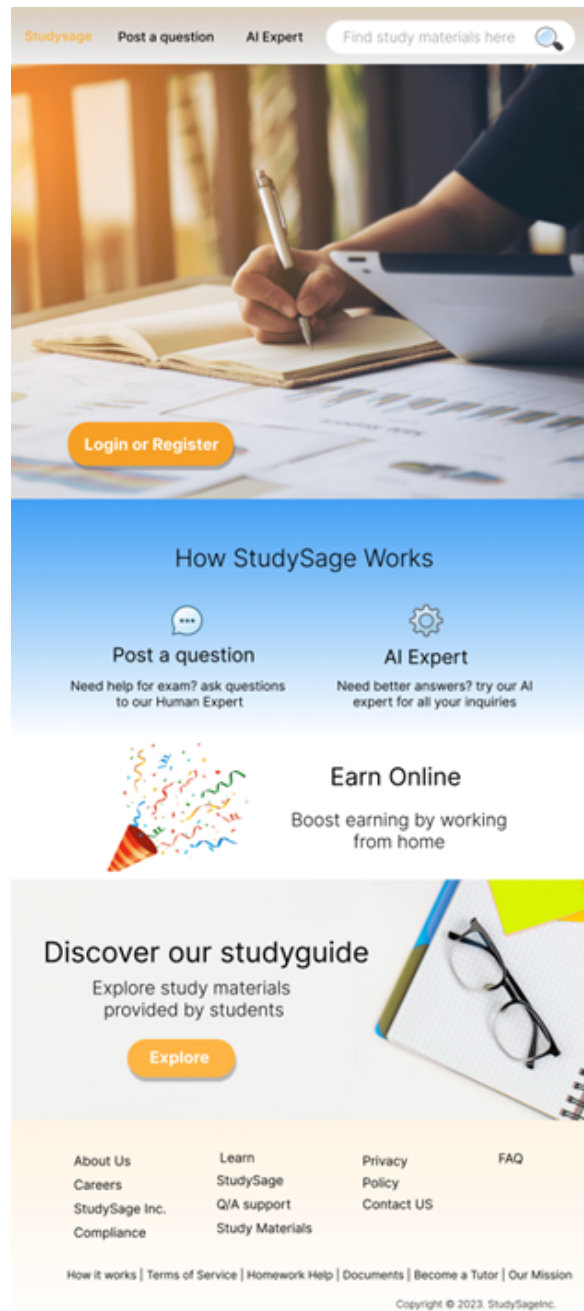 Studysage
Post a question
AI Expert
Find study materials here
Login or Register
How StudySage Works
Post a question
Need help for exam? ask questions
to our Human Expert
AI Expert
Need better answers? try our AI
expert for all your inquiries
Earn Online
Boost earning by working
from home
Discover our studyguide
Explore study materials
provided by students
Explore
About Us
Careers
StudySage Inc.
Compliance
Learn
StudySage
Q/A support
Study Materials
Privacy
Policy
Contact US
FAQ
How it works | Terms of Service | Homework Help | Documents | Become a Tutor | Our Mission
Copyright © 2023. StudySageInc.